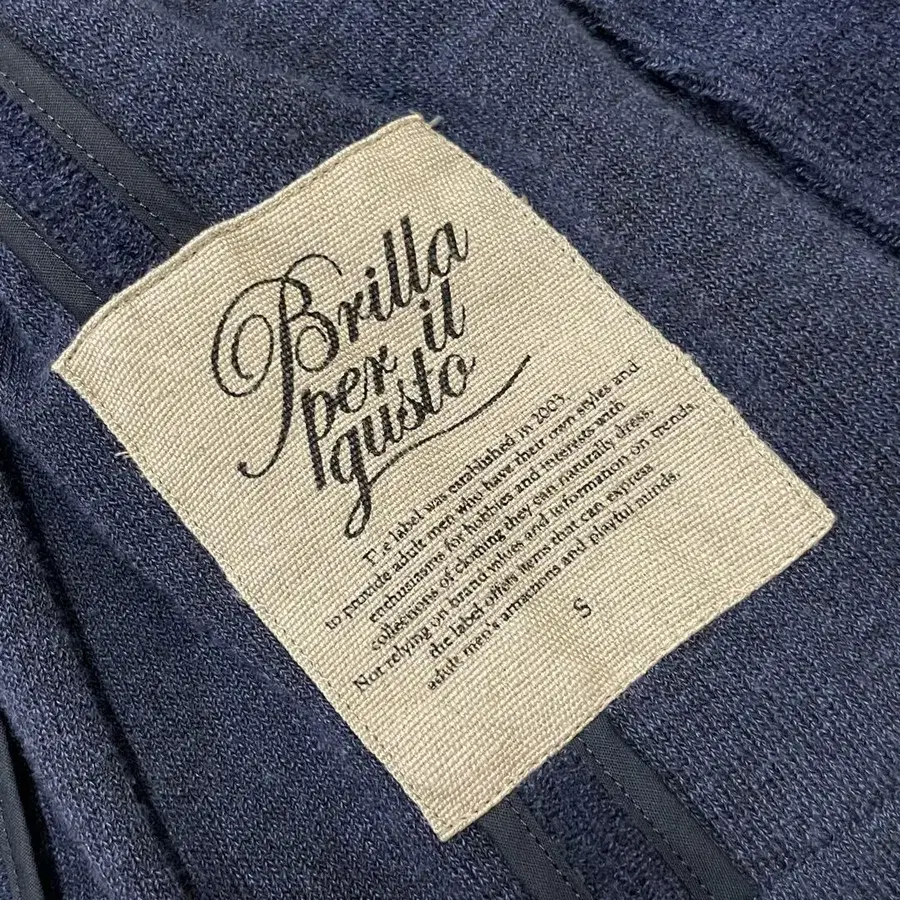 Brilla
per il
gusto
The label was established in 2003
to provide adult men who have their own styles and
enthusiasms for hobbies and interests with
collections of clothing they can naturally dress.
Not relying on brand values and information on trends,
the label offers items that can express
adult men's attractions and playful minds.
S